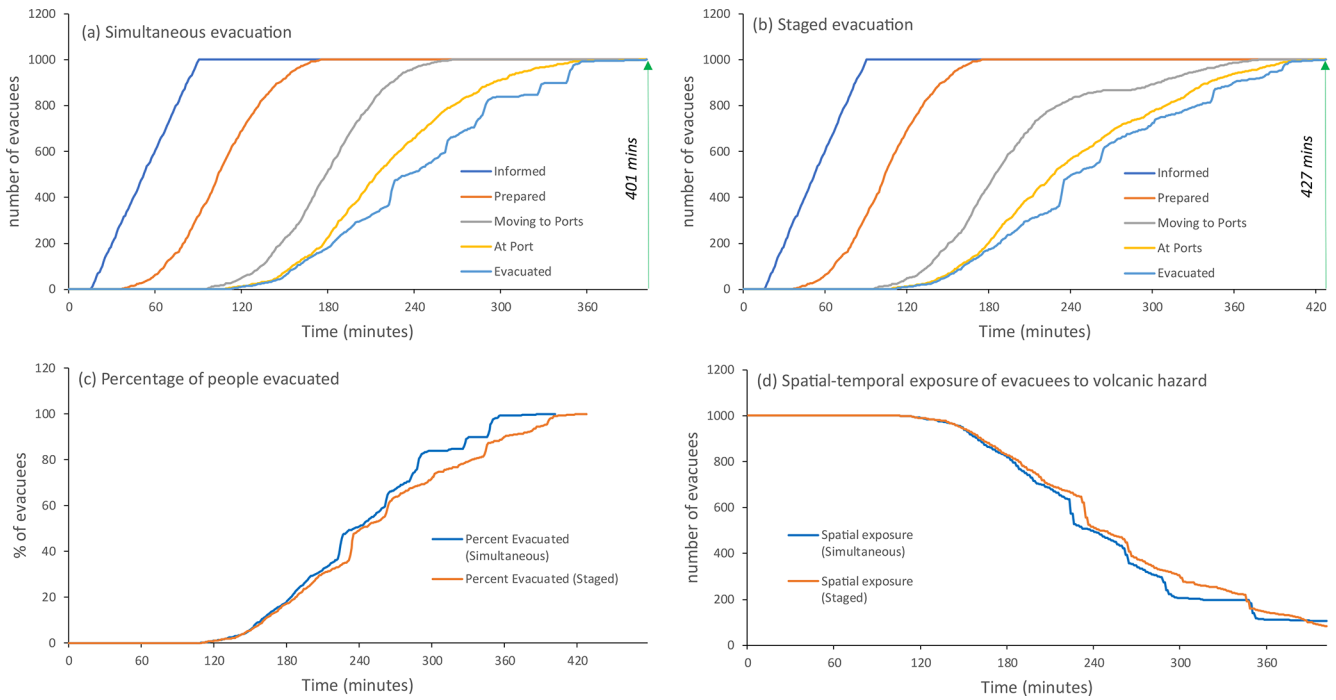 (a) Simultaneous evacuation
number of evacuees
1200
1000
800
600
400
200
0
0 60 120 180 240 300 360
Time (minutes)
Informed
Prepared
Moving to Ports
At Port
Evacuated
401 mins
(b) Staged evacuation
number of evacuees
1200
1000
800
600
400
200
0
0 60 120 180 240 300 360 420
Time (minutes)
Informed
Prepared
Moving to Ports
At Ports
Evacuated
427 mins
(c) Percentage of people evacuated
% of evacuees
120
100
80
60
40
20
0
0 60 120 180 240 300 360 420
Time (minutes)
Percent Evacuated
(Simultaneous)
Percent Evacuated (Staged)
(d) Spatial-temporal exposure of evacuees to volcanic hazard
number of evacuees
1200
1000
800
600
400
200
0
0 60 120 180 240 300 360
Time (minutes)
Spatial exposure
(Simultaneous)
Spatial exposure
(Staged)